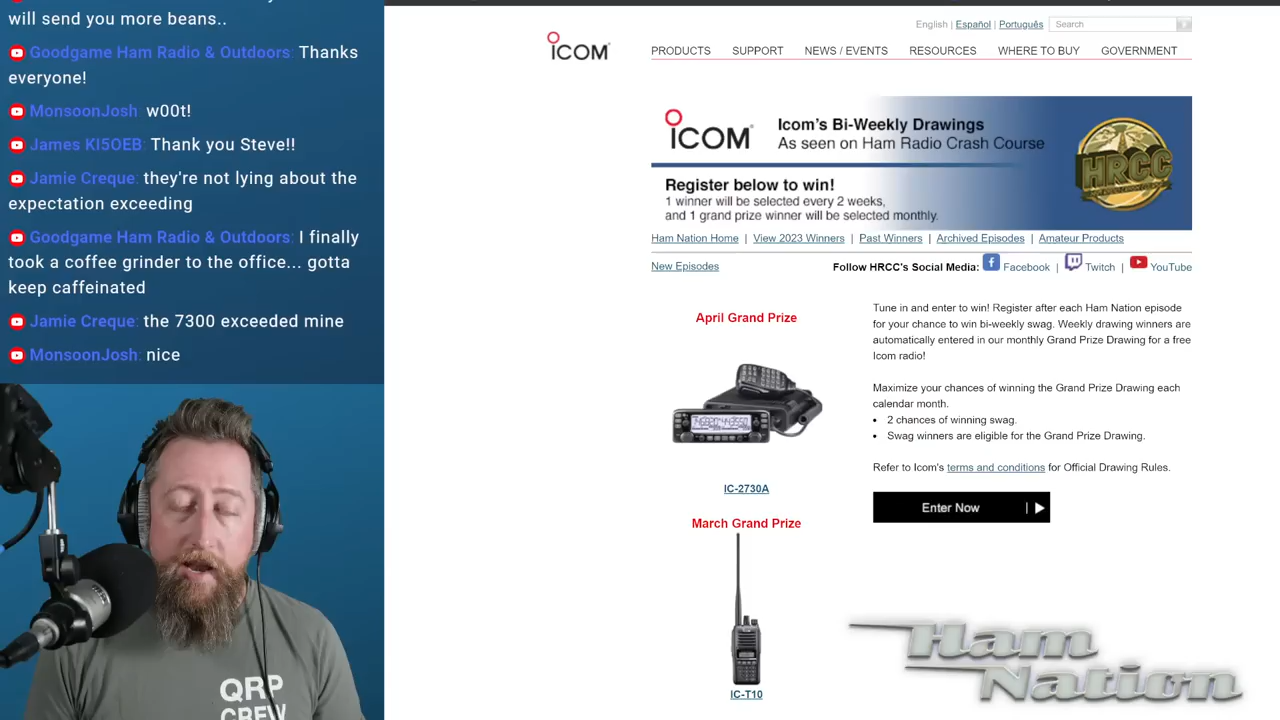 will send you more beans..
Goodgame Ham Radio & Outdoors: Thanks
everyone!
MonsoonJosh w00t!
James KI5OEB: Thank you Steve!!
Jamie Creque: they're not lying about the
expectation exceeding
Goodgame Ham Radio & Outdoors: I finally
took a coffee grinder to the office... gotta
keep caffeinated
Jamie Creque: the 7300 exceeded mine
MonsoonJosh nice
QRP
CREW
English | Español | Português Search
ICOM
PRODUCTS SUPPORT NEWS / EVENTS RESOURCES WHERE TO BUY GOVERNMENT
ICOM
Icom's Bi-Weekly Drawings
As seen on Ham Radio Crash Course
HRCC
Register below to win!
1 winner will be selected every 2 weeks,
and 1 grand prize winner will be selected monthly.
Ham Nation Home | View 2023 Winners | Past Winners | Archived Episodes | Amateur Products
New Episodes Follow HRCC's Social Media: Facebook | Twitch | YouTube
April Grand Prize
IC-2730A
March Grand Prize
IC-T10
Tune in and enter to win! Register after each Ham Nation episode
for your chance to win bi-weekly swag. Weekly drawing winners are
automatically entered in our monthly Grand Prize Drawing for a free
Icom radio!
Maximize your chances of winning the Grand Prize Drawing each
calendar month.
• 2 chances of winning swag.
• Swag winners are eligible for the Grand Prize Drawing.
Refer to Icom's terms and conditions for Official Drawing Rules.
Enter Now
Ham
Nation